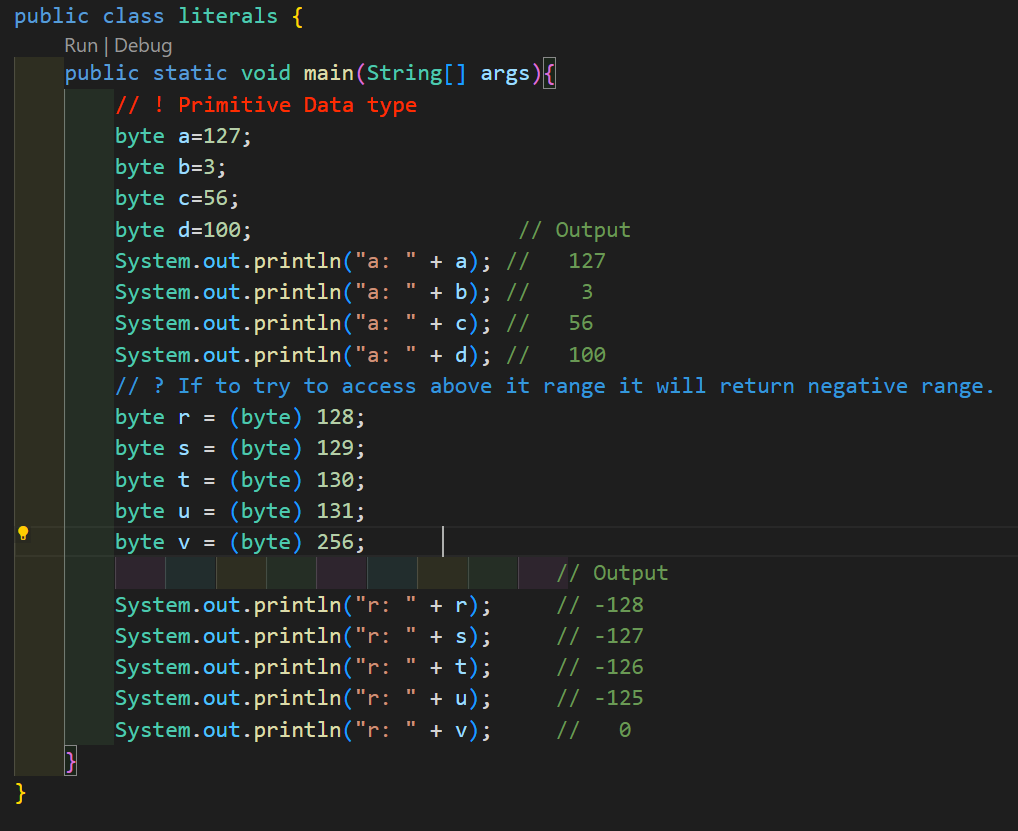 public class literals {
Run | Debug
public static void main(String[] args){
// ! Primitive Data type
byte a=127;
byte b=3;
byte c=56;
byte d=100; // Output
System.out.println("a: " + a); // 127
System.out.println("a: " + b); // 3
System.out.println("a: " + c); // 56
System.out.println("a: " + d); // 100
// ? If to try to access above it range it will return negative range.
byte r = (byte) 128;
byte s = (byte) 129;
byte t = (byte) 130;
byte u = (byte) 131;
byte v = (byte) 256;
// Output
System.out.println("r: " + r); // -128
System.out.println("r: " + s); // -127
System.out.println("r: " + t); // -126
System.out.println("r: " + u); // -125
System.out.println("r: " + v); // 0
}
}